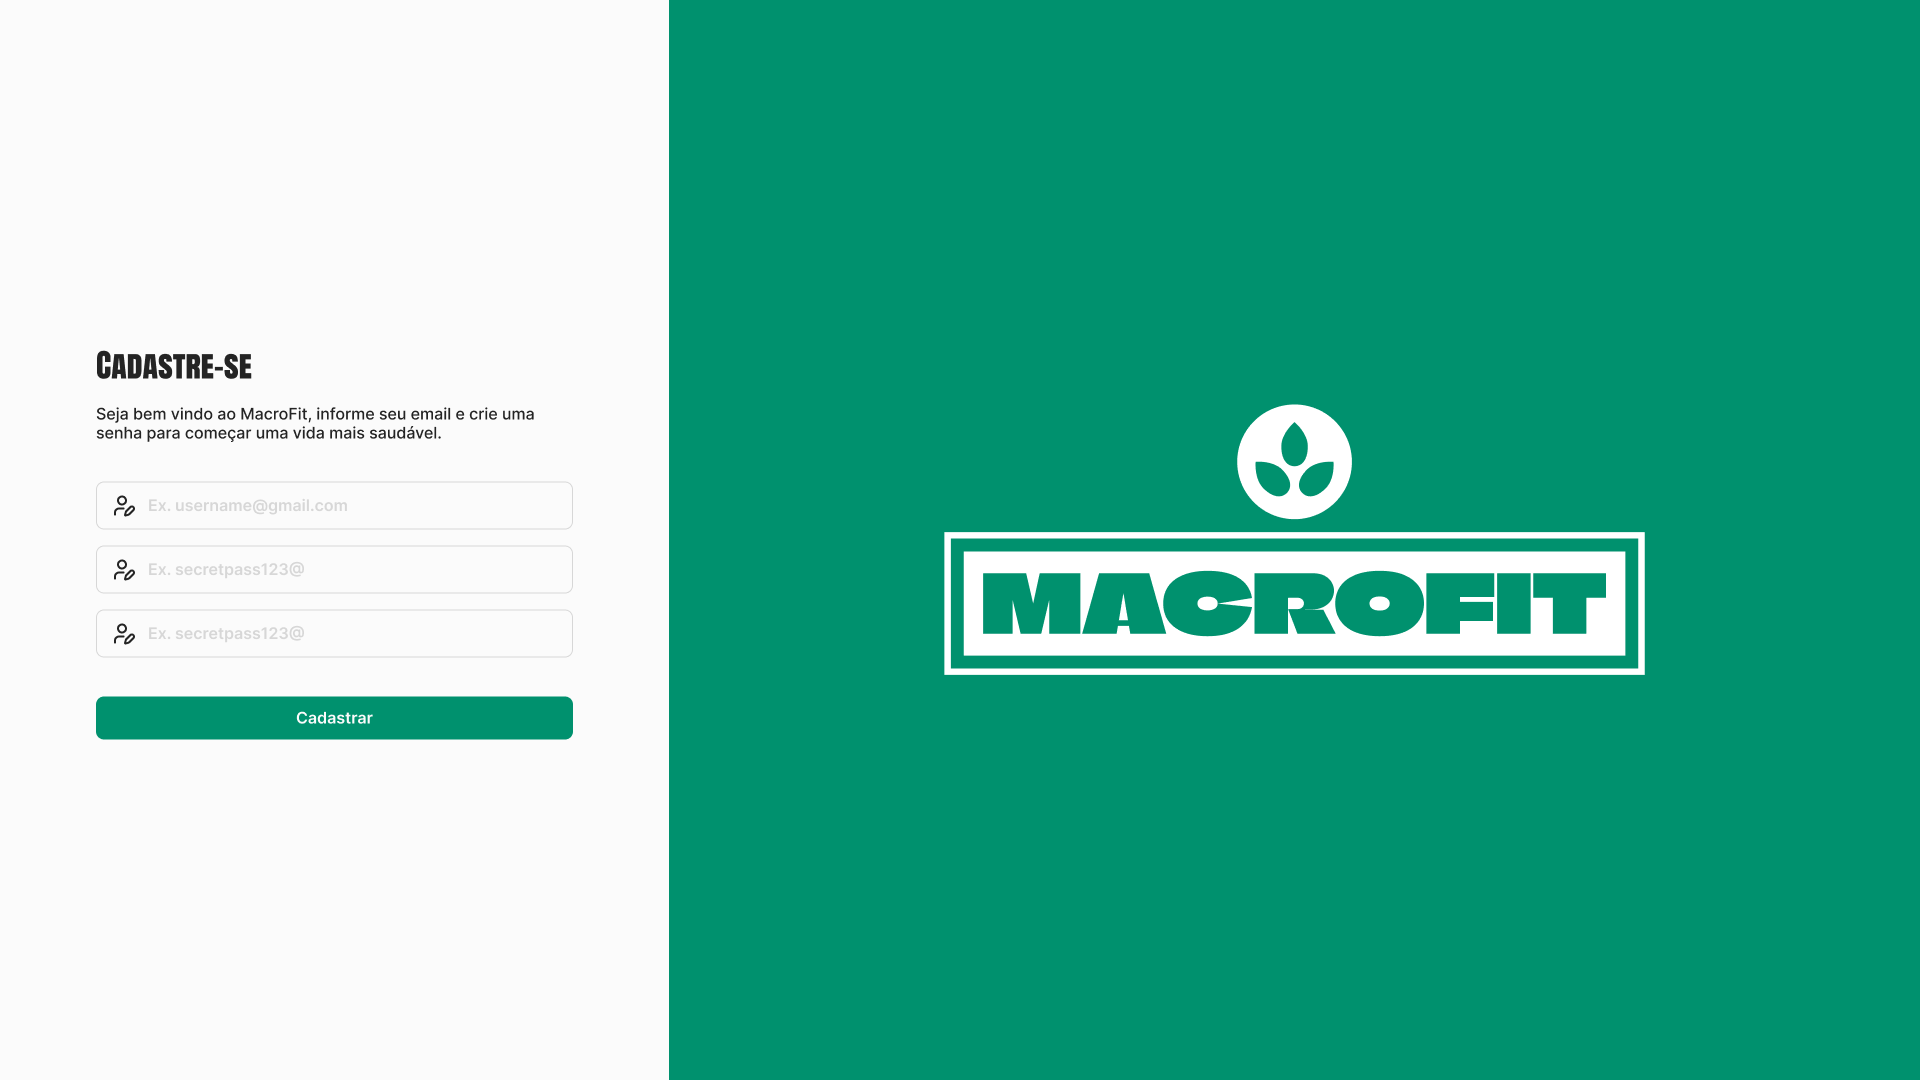 Cadastre-se
Seja bem vindo ao MacroFit, informe seu email e crie uma
senha para começar uma vida mais saudável.
Ex. username@gmail.com
Ex. secretpass123@
Ex. secretpass123@
Cadastrar
MACROFIT